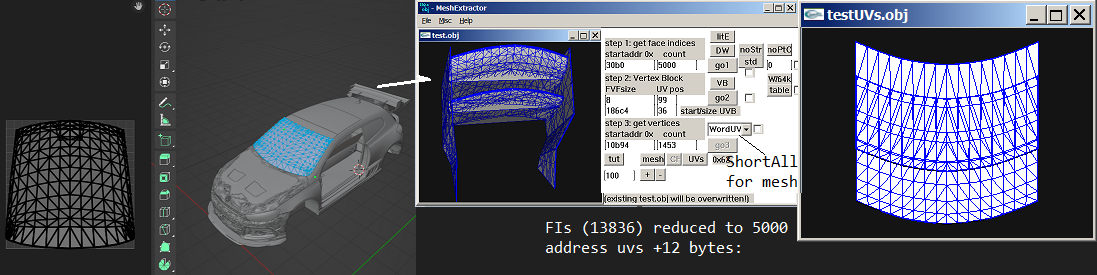 - MeshExtractor
File Misc Help
test.obj
step 1: get face indices
startaddr 0x count
30b0 5000
litE
DW
go1
noStr
std
noPtC
0
step 2: Vertex Block
FVFsize UV pos
8 99
186c4 36 start/size UVB
VB
go2
Wf64k
table
step 3: get vertices
startaddr 0x count
10b94 1453
WordUV
go3
tut mesh CF UVs
100 + -
(existing test.obj will be overwritten!)
ShortAll
for mesh
testUVs.obj
FIs (13836) reduced to 5000
address uvs +12 bytes: